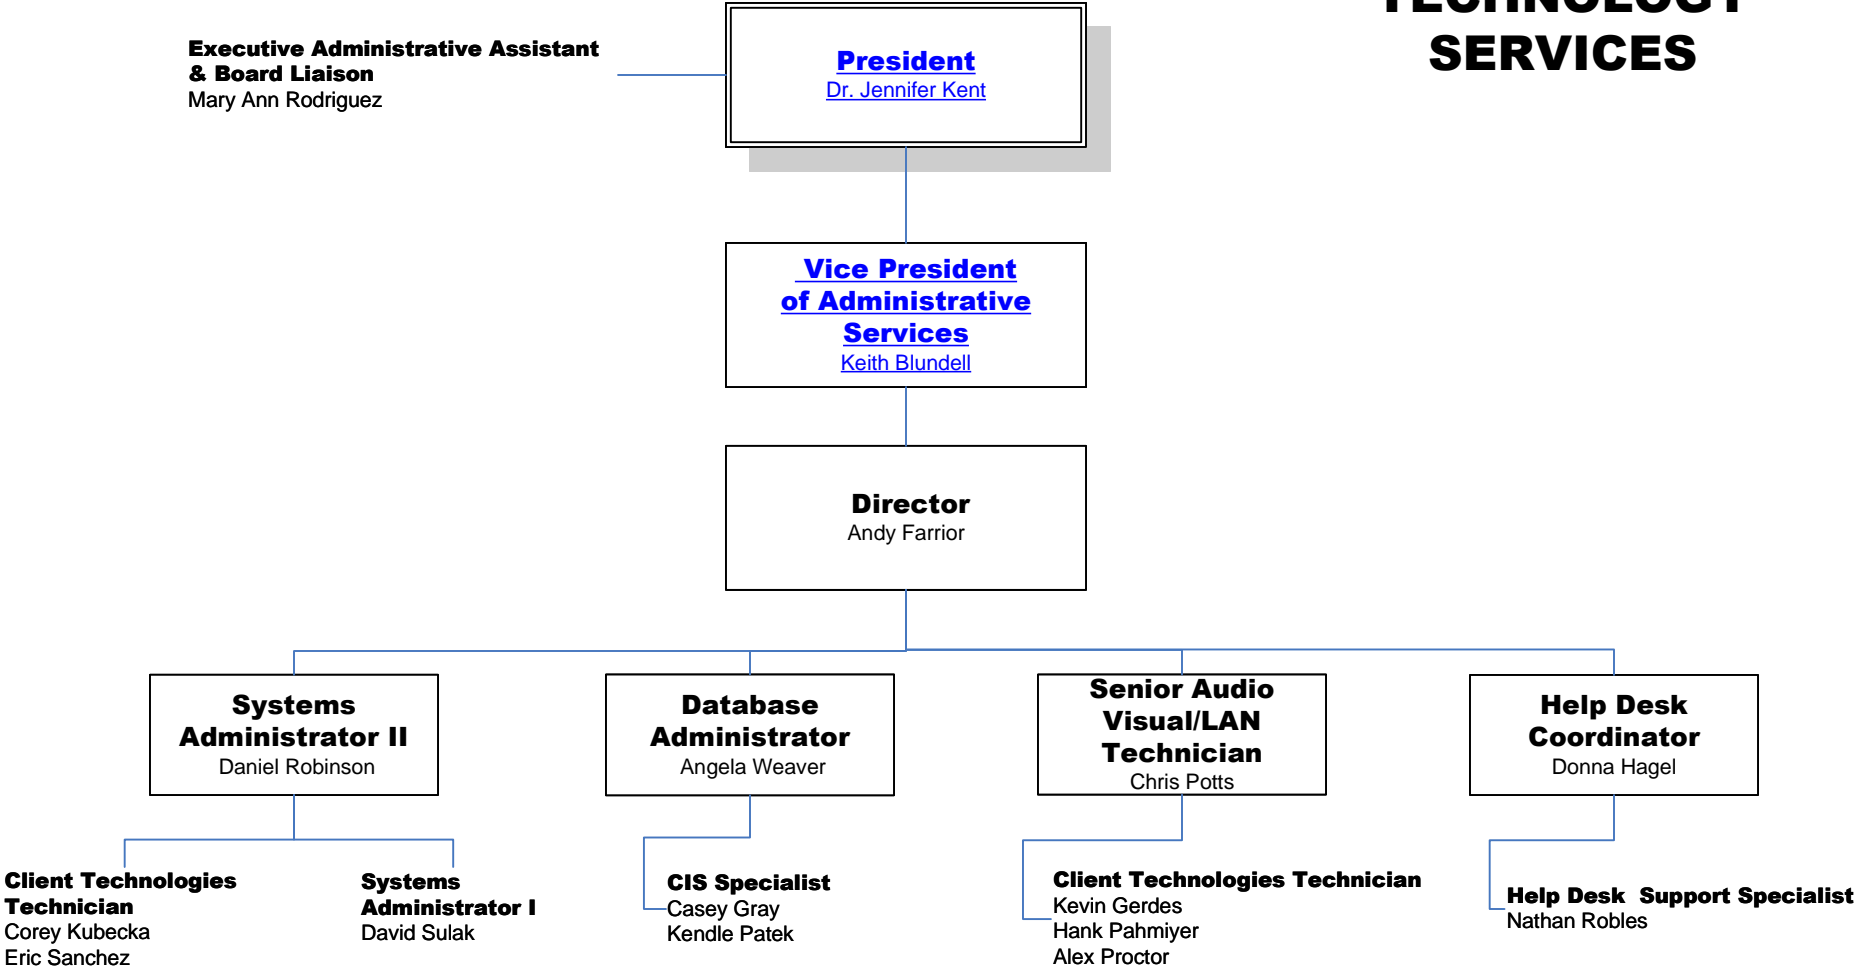 TECHNOLOGY
SERVICES
Executive Administrative Assistant
& Board Liaison
Mary Ann Rodriguez
President
Dr. Jennifer Kent
Vice President
of Administrative
Services
Keith Blundell
Director
Andy Farrior
Systems
Administrator II
Daniel Robinson
Database
Administrator
Angela Weaver
Senior Audio
Visual/LAN
Technician
Chris Potts
Help Desk
Coordinator
Donna Hagel
Client Technologies
Technician
Corey Kubecka
Eric Sanchez
Systems
Administrator I
David Sulak
CIS Specialist
Casey Gray
Kendle Patek
Client Technologies Technician
Kevin Gerdes
Hank Pahmiyer
Alex Proctor
Help Desk  Support Specialist
Nathan Robles